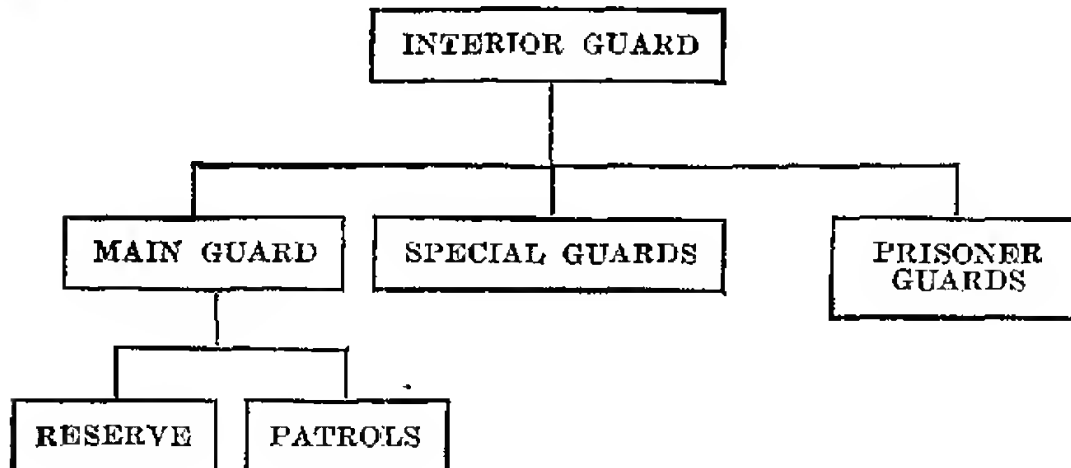 INTERIOR GUARD
MAIN GUARD
SPECIAL GUARDS
PRISONER
GUARDS
RESERVE
PATROLS